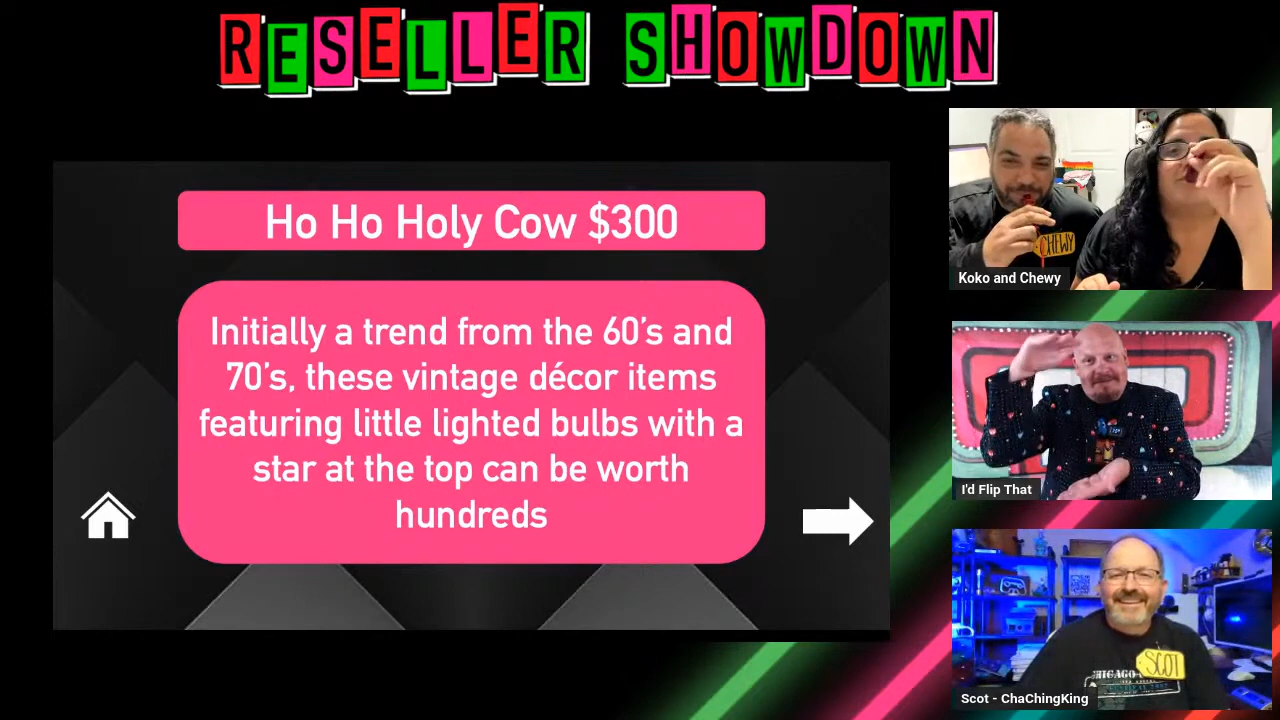 RESELLER SHOWDOWN
Ho Ho Holy Cow $300
Initially a trend from the 60's and
70's, these vintage décor items
featuring little lighted bulbs with a
star at the top can be worth
hundreds
CHEWY
Koko and Chewy
I'd Flip That
SCOT
Scot - ChaChingKing